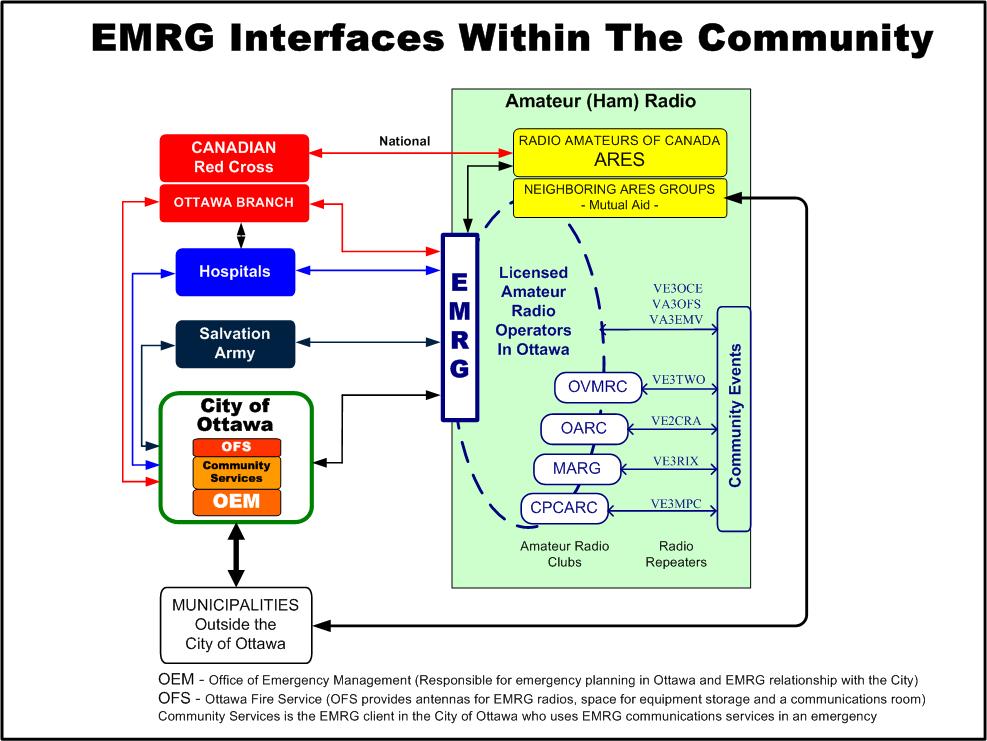 EMRG Interfaces Within The Community
Amateur (Ham) Radio
CANADIAN
Red Cross
National
RADIO AMATEURS OF CANADA
ARES
OTTAWA BRANCH
NEIGHBORING ARES GROUPS
- Mutual Aid -
Hospitals
E
M
R
G
Licensed
Amateur
Radio
Operators
In Ottawa
VE3OCE
VA3OFS
VA3EMV
Salvation
Army
Community Events
OVMRC
VE3TWO
City of
Ottawa
OFS
Community
Services
OEM
OARC
VE2CRA
MARG
VE3RIX
CPCARC
VE3MPC
Amateur Radio
Clubs
Radio
Repeaters
MUNICIPALITIES
Outside the
City of Ottawa
OEM - Office of Emergency Management (Responsible for emergency planning in Ottawa and EMRG relationship with the City)
OFS - Ottawa Fire Service (OFS provides antennas for EMRG radios, space for equipment storage and a communications room)
Community Services is the EMRG client in the City of Ottawa who uses EMRG communications services in an emergency